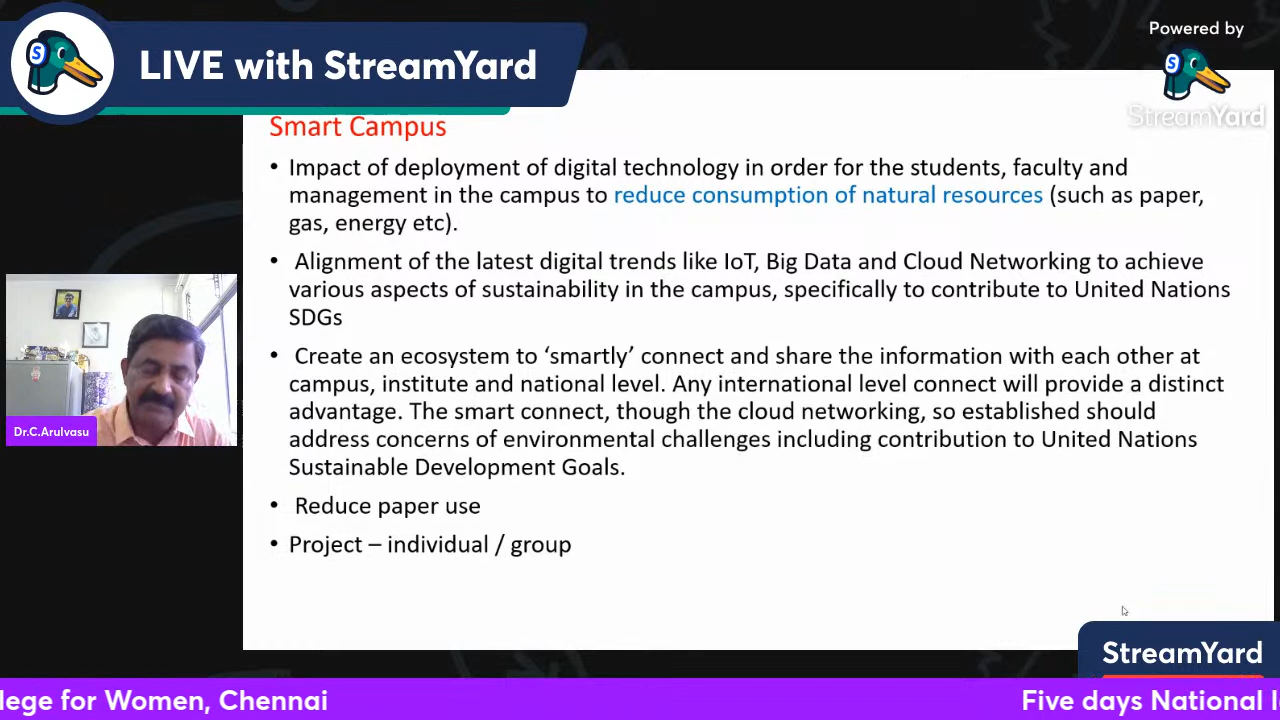 LIVE with StreamYard
Powered by
StreamYard
Smart Campus
• Impact of deployment of digital technology in order for the students, faculty and
management in the campus to reduce consumption of natural resources (such as paper,
gas, energy etc).
• Alignment of the latest digital trends like IoT, Big Data and Cloud Networking to achieve
various aspects of sustainability in the campus, specifically to contribute to United Nations
SDGs
• Create an ecosystem to ‘smartly’ connect and share the information with each other at
campus, institute and national level. Any international level connect will provide a distinct
advantage. The smart connect, though the cloud networking, so established should
address concerns of environmental challenges including contribution to United Nations
Sustainable Development Goals.
• Reduce paper use
• Project – individual / group
Dr.C.Arulvasu
StreamYard
lege for Women, Chennai
Five days National